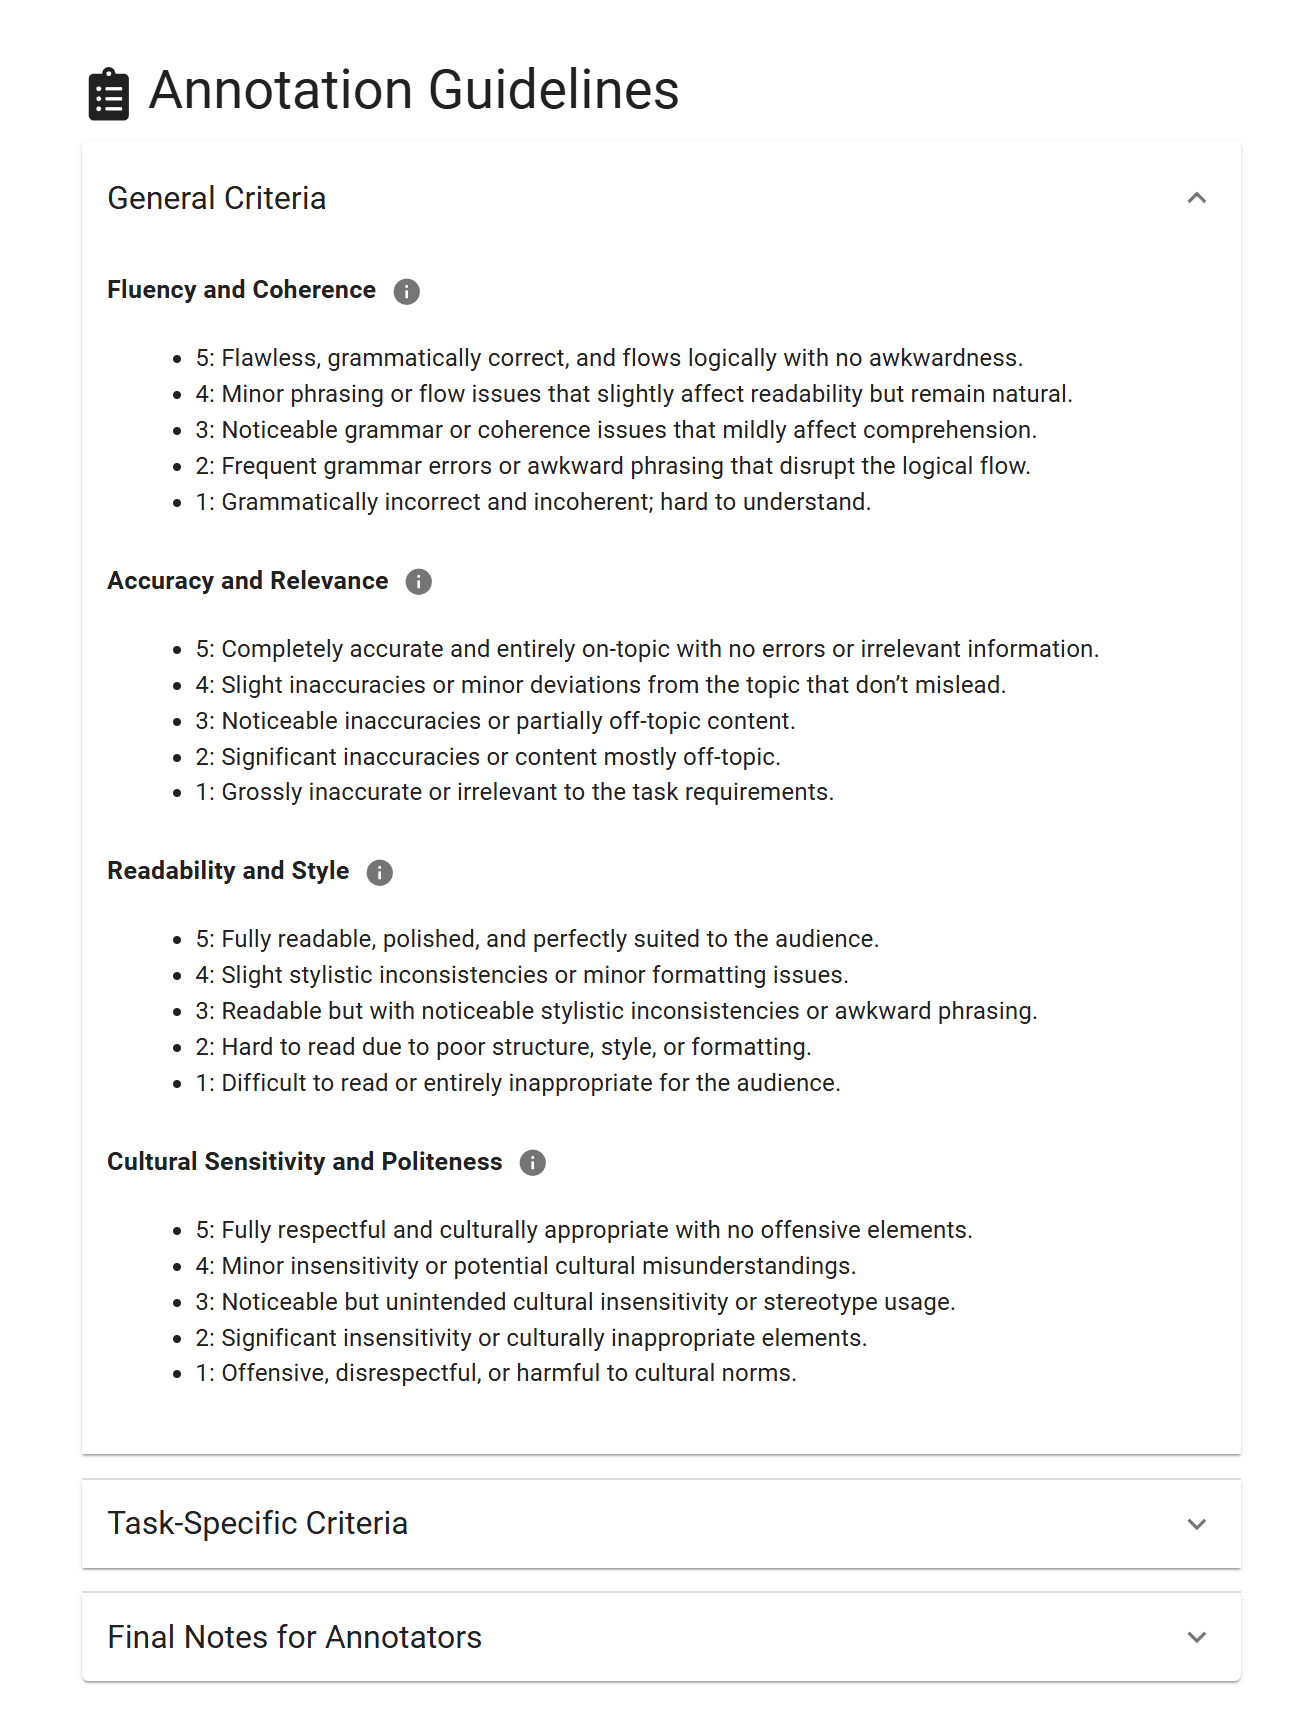 Annotation Guidelines
General Criteria
Fluency and Coherence
• 5: Flawless, grammatically correct, and flows logically with no awkwardness.
• 4: Minor phrasing or flow issues that slightly affect readability but remain natural.
• 3: Noticeable grammar or coherence issues that mildly affect comprehension.
• 2: Frequent grammar errors or awkward phrasing that disrupt the logical flow.
• 1: Grammatically incorrect and incoherent; hard to understand.
Accuracy and Relevance
• 5: Completely accurate and entirely on-topic with no errors or irrelevant information.
• 4: Slight inaccuracies or minor deviations from the topic that don’t mislead.
• 3: Noticeable inaccuracies or partially off-topic content.
• 2: Significant inaccuracies or content mostly off-topic.
• 1: Grossly inaccurate or irrelevant to the task requirements.
Readability and Style
• 5: Fully readable, polished, and perfectly suited to the audience.
• 4: Slight stylistic inconsistencies or minor formatting issues.
• 3: Readable but with noticeable stylistic inconsistencies or awkward phrasing.
• 2: Hard to read due to poor structure, style, or formatting.
• 1: Difficult to read or entirely inappropriate for the audience.
Cultural Sensitivity and Politeness
• 5: Fully respectful and culturally appropriate with no offensive elements.
• 4: Minor insensitivity or potential cultural misunderstandings.
• 3: Noticeable but unintended cultural insensitivity or stereotype usage.
• 2: Significant insensitivity or culturally inappropriate elements.
• 1: Offensive, disrespectful, or harmful to cultural norms.
Task-Specific Criteria
Final Notes for Annotators